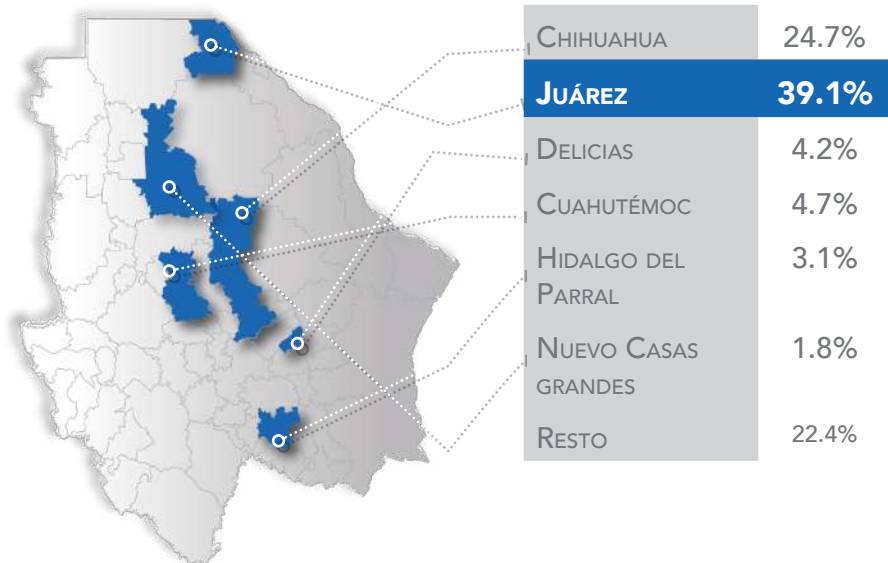 Chihuahua 24.7%
Juárez 39.1%
Delicias 4.2%
Cuahutémoc 4.7%
Hidalgo del 3.1%
Parral
Nuevo Casas 1.8%
grandes
Resto 22.4%